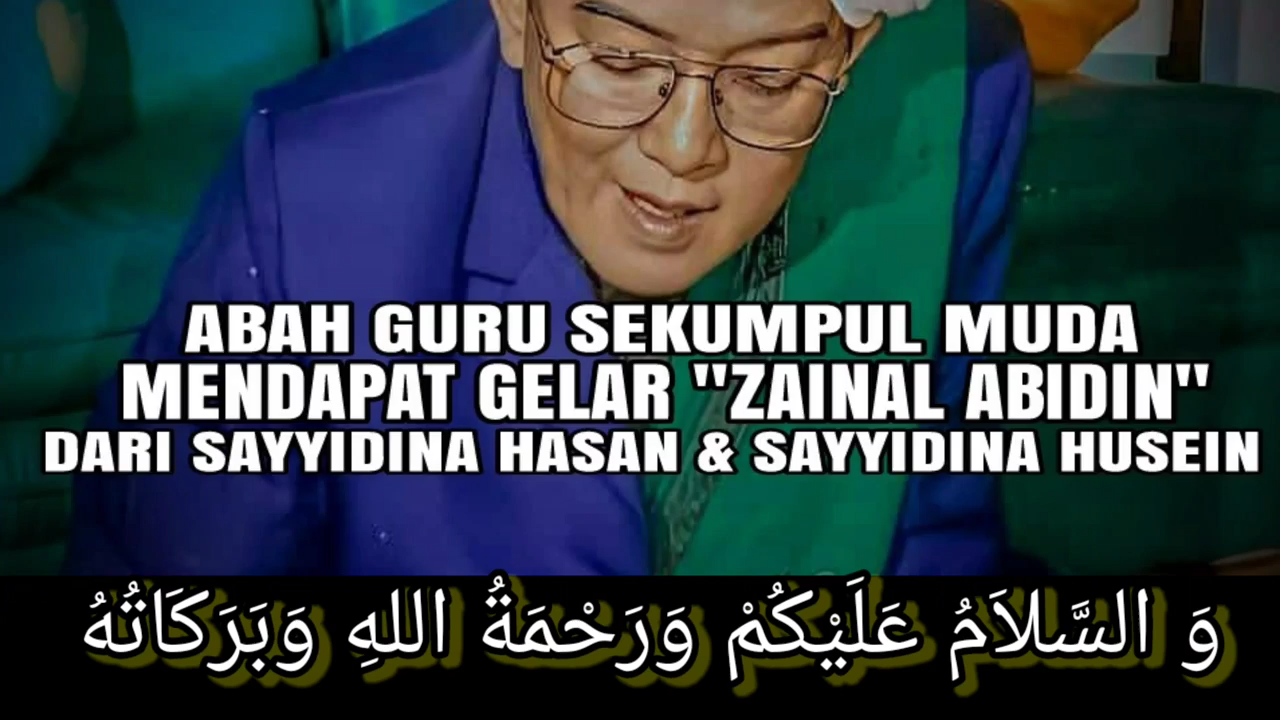 ABAH GURU SEKUMPUL MUDA
MENDAPAT GELAR "ZAINAL ABIDIN"
DARI SAYYIDINA HASAN & SAYYIDINA HUSEIN
وَ السَّلاَمُ عَلَيْكُمْ وَرَحْمَةُ اللهِ وَبَرَكَاتُهُ